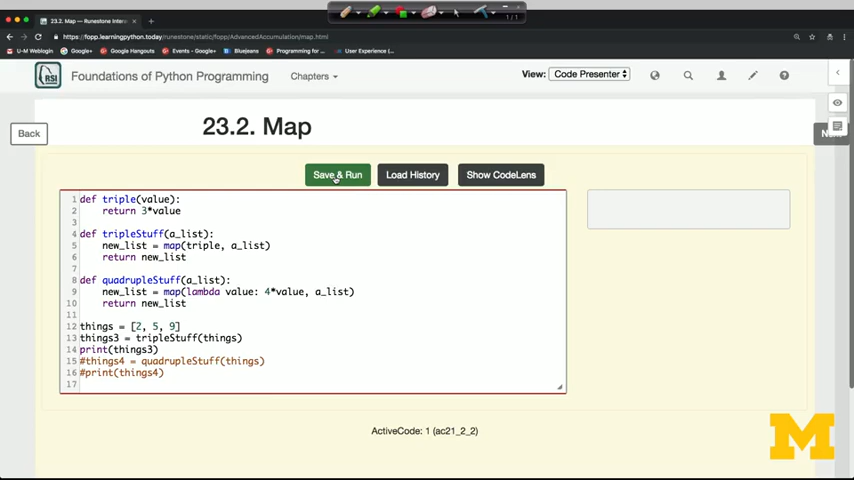 23.2. Map — Runestone Inter
1/1
fopp.learningpython.today/runestone/static/fopp/AdvancedAccumulation/map.html
U-M Weblogin
Google+
Google Hangouts
Events - Google+
Bluejeans
Programming for ...
User Experience (...
RSI
Foundations of Python Programming
Chapters
View:
Code Presenter
Back
23.2. Map
Save & Run
Load History
Show CodeLens
1 def triple(value):
2 return 3*value
3
4 def tripleStuff(a_list):
5 new_list = map(triple, a_list)
6 return new_list
7
8 def quadrupleStuff(a_list):
9 new_list = map(lambda value: 4*value, a_list)
10 return new_list
11
12 things = [2, 5, 9]
13 things3 = tripleStuff(things)
14 print(things3)
15 #things4 = quadrupleStuff(things)
16 #print(things4)
17
ActiveCode: 1 (ac21_2_2)
M